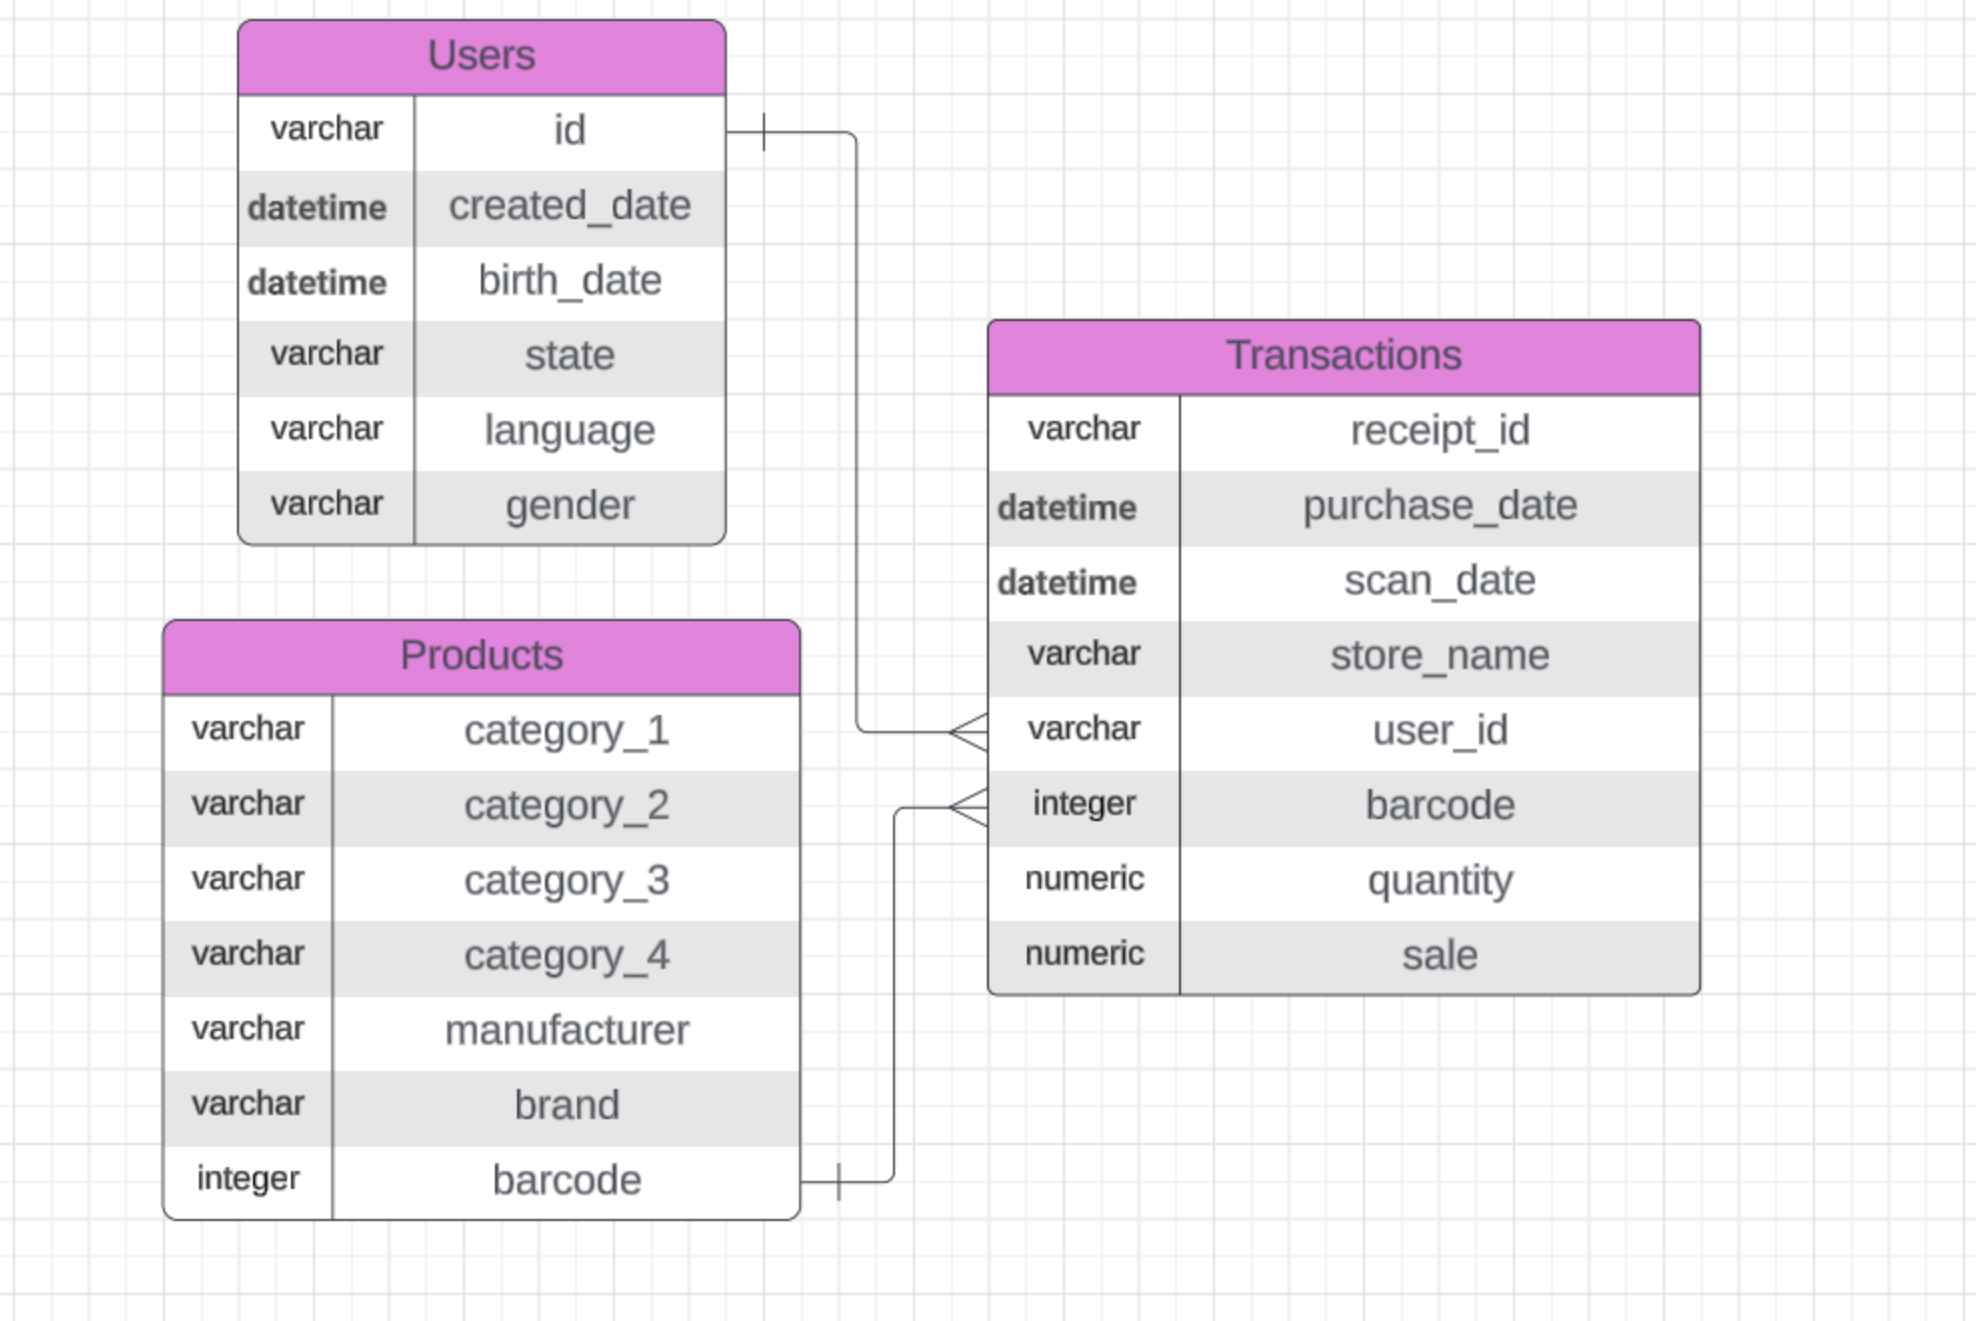 Users
varchar id
datetime created_date
datetime birth_date
varchar state
varchar language
varchar gender
Products
varchar category_1
varchar category_2
varchar category_3
varchar category_4
varchar manufacturer
varchar brand
integer barcode
Transactions
varchar receipt_id
datetime purchase_date
datetime scan_date
varchar store_name
varchar user_id
integer barcode
numeric quantity
numeric sale